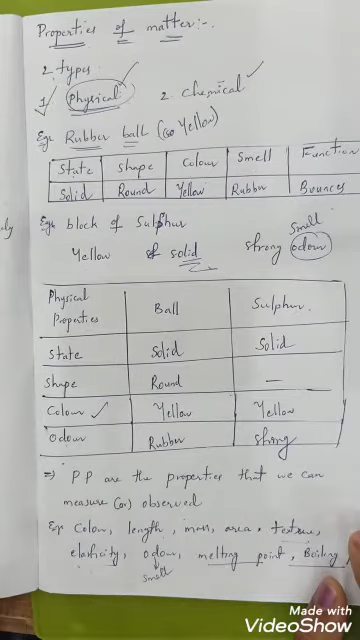 Properties of matter:-
2 types
1. Physical 2. Chemical
Eg: Rubber ball ( Yellow)
State Shape Colour Smell Function
Solid Round Yellow Rubber Bounces
Eg: block of Sulphur
Smell
Yellow solid strong odour
Physical Properties Ball Sulphur.
State Solid Solid
Shape Round —
Colour Yellow Yellow
Odour Rubber Strong
=> PP are the properties that we can
measure (or) observed
Eg: Colour, length, mass, area, texture,
elasticity, odour, melting point, Boiling
smell
Made with
VideoShow